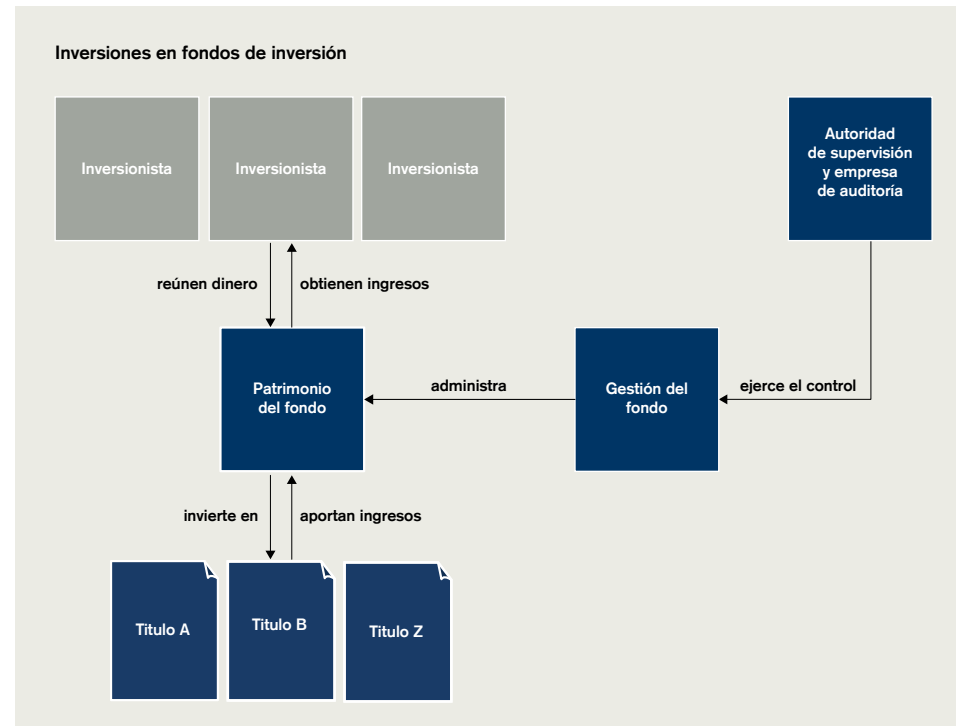 Inversiones en fondos de inversión
Inversionista
Inversionista
Inversionista
Autoridad
de supervisión
y empresa
de auditoría
reúnen dinero
obtienen ingresos
Patrimonio
del fondo
administra
Gestión del
fondo
ejerce el control
invierte en
aportan ingresos
Titulo A
Titulo B
Titulo Z